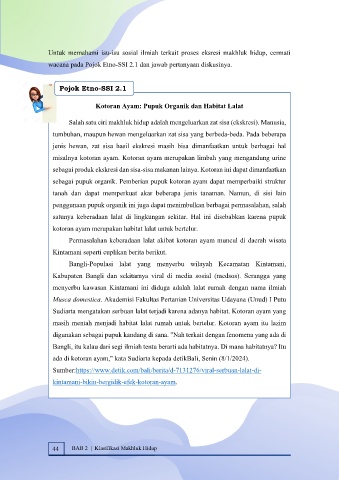 Untuk memahami isu-isu sosial ilmiah terkait proses eksresi makhluk hidup, cermati
wacana pada Pojok Etno-SSI 2.1 dan jawab pertanyaan diskusinya.
Pojok Etno-SSI 2.1
Kotoran Ayam: Pupuk Organik dan Habitat Lalat
Salah satu ciri makhluk hidup adalah mengeluarkan zat sisa (ekskresi). Manusia,
tumbuhan, maupun hewan mengeluarkan zat sisa yang berbeda-beda. Pada beberapa
jenis hewan, zat sisa hasil ekskresi masih bisa dimanfaatkan untuk berbagai hal
misalnya kotoran ayam. Kotoran ayam merupakan limbah yang mengandung urine
sebagai produk ekskresi dan sisa-sisa makanan lainya. Kotoran ini dapat dimanfaatkan
sebagai pupuk organik. Pemberian pupuk kotoran ayam dapat memperbaiki struktur
tanah dan dapat memperkuat akar beberapa jenis tanaman. Namun, di sisi lain
penggunaan pupuk organik ini juga dapat menimbulkan berbagai permasalahan, salah
satunya keberadaan lalat di lingkungan sekitar. Hal ini disebabkan karena pupuk
kotoran ayam merupakan habitat lalat untuk bertelur.
Permasalahan keberadaan lalat akibat kotoran ayam muncul di daerah wisata
Kintamani seperti cuplikan berita berikut.
Bangli-Populasi lalat yang menyerbu wilayah Kecamatan Kintamani,
Kabupaten Bangli dan sekitarnya viral di media sosial (medsos). Serangga yang
menyerbu kawasan Kintamani ini diduga adalah lalat rumah dengan nama ilmiah
Musca domestica. Akademisi Fakultas Pertanian Universitas Udayana (Unud) I Putu
Sudiarta mengatakan serbuan lalat terjadi karena adanya habitat. Kotoran ayam yang
masih mentah menjadi habitat lalat rumah untuk bertelur. Kotoran ayam itu lazim
digunakan sebagai pupuk kandang di sana. "Nah terkait dengan fenomena yang ada di
Bangli, itu kalau dari segi ilmiah tentu berarti ada habitatnya. Di mana habitatnya? Itu
ada di kotoran ayam," kata Sudiarta kepada detikBali, Senin (8/1/2024).
Sumber:https://www.detik.com/bali/berita/d-7131276/viral-serbuan-lalat-di-
kintamani-bikin-bergidik-efek-kotoran-ayam.
44 BAB 2 | Klasifikasi Makhluk Hidup